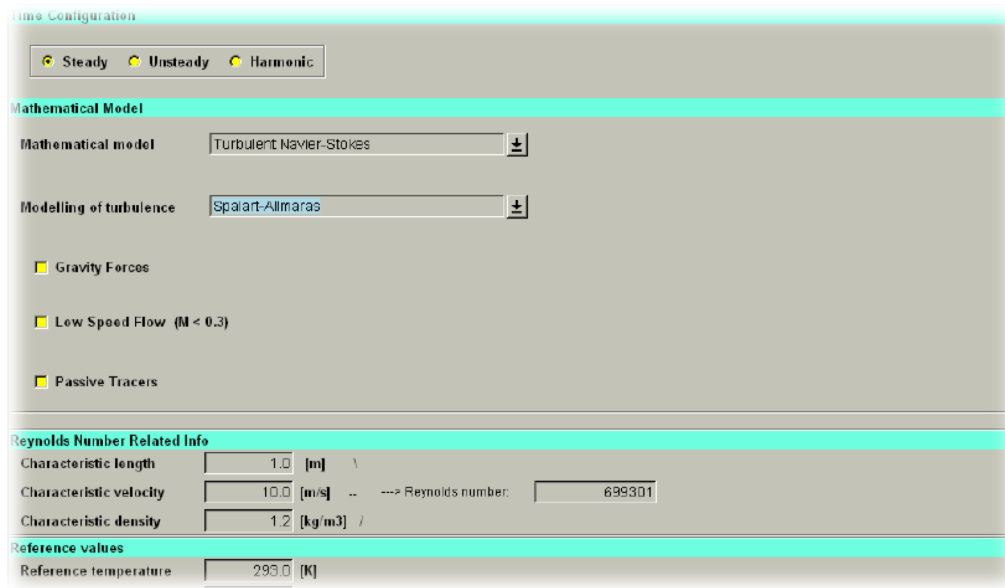 Time Configuration
Steady Unsteady Harmonic
Mathematical Model
Mathematical model Turbulent Navier-Stokes
Modelling of turbulence Spalart-Allmaras
Gravity Forces
Low Speed Flow (M < 0.3)
Passive Tracers
Reynolds Number Related Info
Characteristic length 1.0 [m] \
Characteristic velocity 10.0 [m/s] -- ---> Reynolds number: 699301
Characteristic density 1.2 [kg/m3] /
Reference values
Reference temperature 293.0 [K]